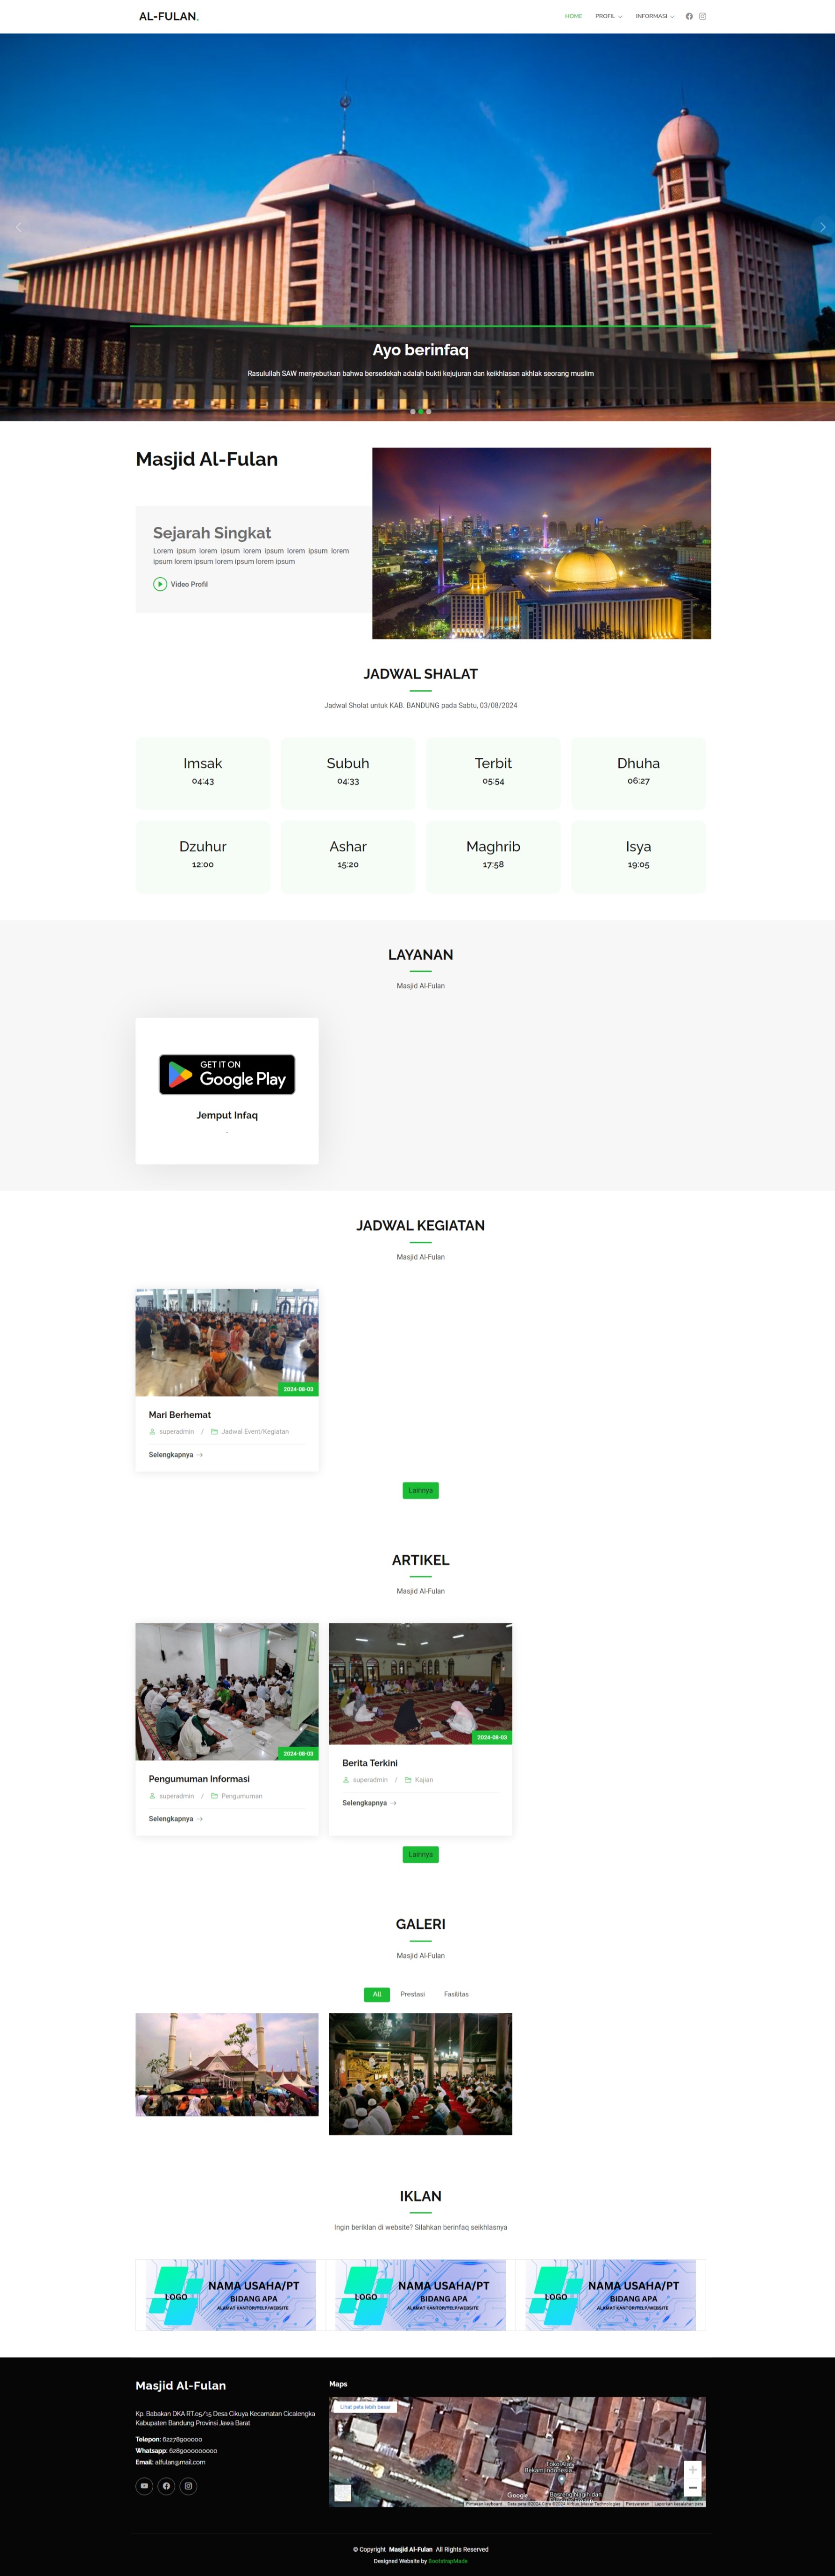 AL-FULAN.
HOME PROFIL INFORMASI
Ayo berinfaq
Rasulullah SAW menyebutkan bahwa bersedekah adalah bukti kejujuran dan keikhlasan akhlak seorang muslim
Masjid Al-Fulan
Sejarah Singkat
Lorem ipsum lorem ipsum lorem ipsum lorem ipsum lorem
ipsum lorem ipsum lorem ipsum lorem ipsum
Video Profil
JADWAL SHALAT
Jadwal Sholat untuk KAB. BANDUNG pada Sabtu, 03/08/2024
Imsak Subuh Terbit Dhuha
04:43 04:33 05:54 06:27
Dzuhur Ashar Maghrib Isya
12:00 15:20 17:58 19:05
LAYANAN
Masjid Al-Fulan
GET IT ON
Google Play
Jemput Infaq
.
JADWAL KEGIATAN
Masjid Al-Fulan
2024-08-03
Mari Berhemat
superadmin / Jadwal Event/Kegiatan
Selengkapnya →
Lainnya
ARTIKEL
Masjid Al-Fulan
2024-08-03
Pengumuman Informasi
superadmin / Pengumuman
Selengkapnya →
2024-08-03
Berita Terkini
superadmin / Kajian
Selengkapnya →
Lainnya
GALERI
Masjid Al-Fulan
All Prestasi Fasilitas
IKLAN
Ingin beriklan di website? Silahkan berinfaq seikhlasnya
LOGO
NAMA USAHA/PT
BIDANG APA
ALAMAT KANTOR/TELP/WEBSITE
LOGO
NAMA USAHA/PT
BIDANG APA
ALAMAT KANTOR/TELP/WEBSITE
LOGO
NAMA USAHA/PT
BIDANG APA
ALAMAT KANTOR/TELP/WEBSITE
Masjid Al-Fulan
Kp. Babakan DKA RT.05/15 Desa Cikuya Kecamatan Cicalengka
Kabupaten Bandung Provinsi Jawa Barat
Telepon: 62278900000
Whatsapp: 6289000000000
Email: alfulan@mail.com
Maps
Lihat peta lebih besar
Google
Pintasan keyboard
Persyaratan
Laporkan kesalahan peta
© Copyright Masjid Al-Fulan All Rights Reserved
Designed Website by BootstrapMade